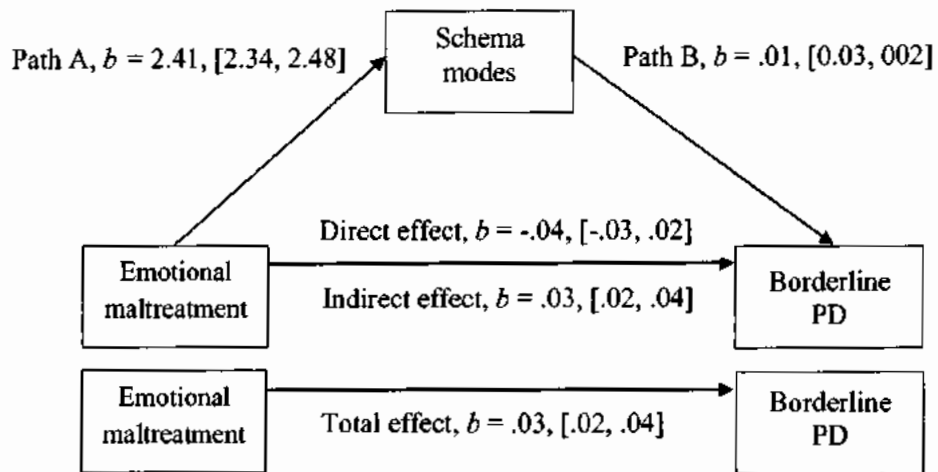 Schema
modes
Path A, b = 2.41, [2.34, 2.48]
Path B, b = .01, [0.03, 002]
Direct effect, b = -.04, [-.03, .02]
Emotional
maltreatment
Indirect effect, b = .03, [.02, .04]
Borderline
PD
Emotional
maltreatment
Total effect, b = .03, [.02, .04]
Borderline
PD